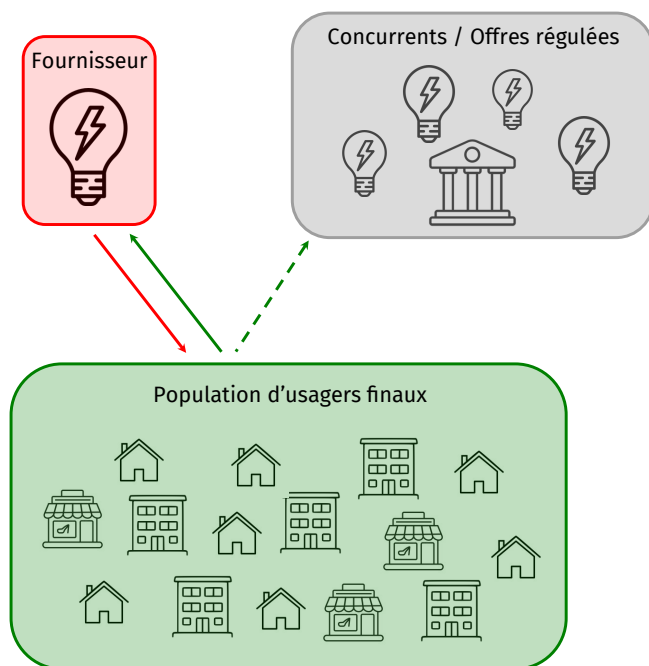 Fournisseur
Concurrents / Offres régulées
Population d’usagers finaux